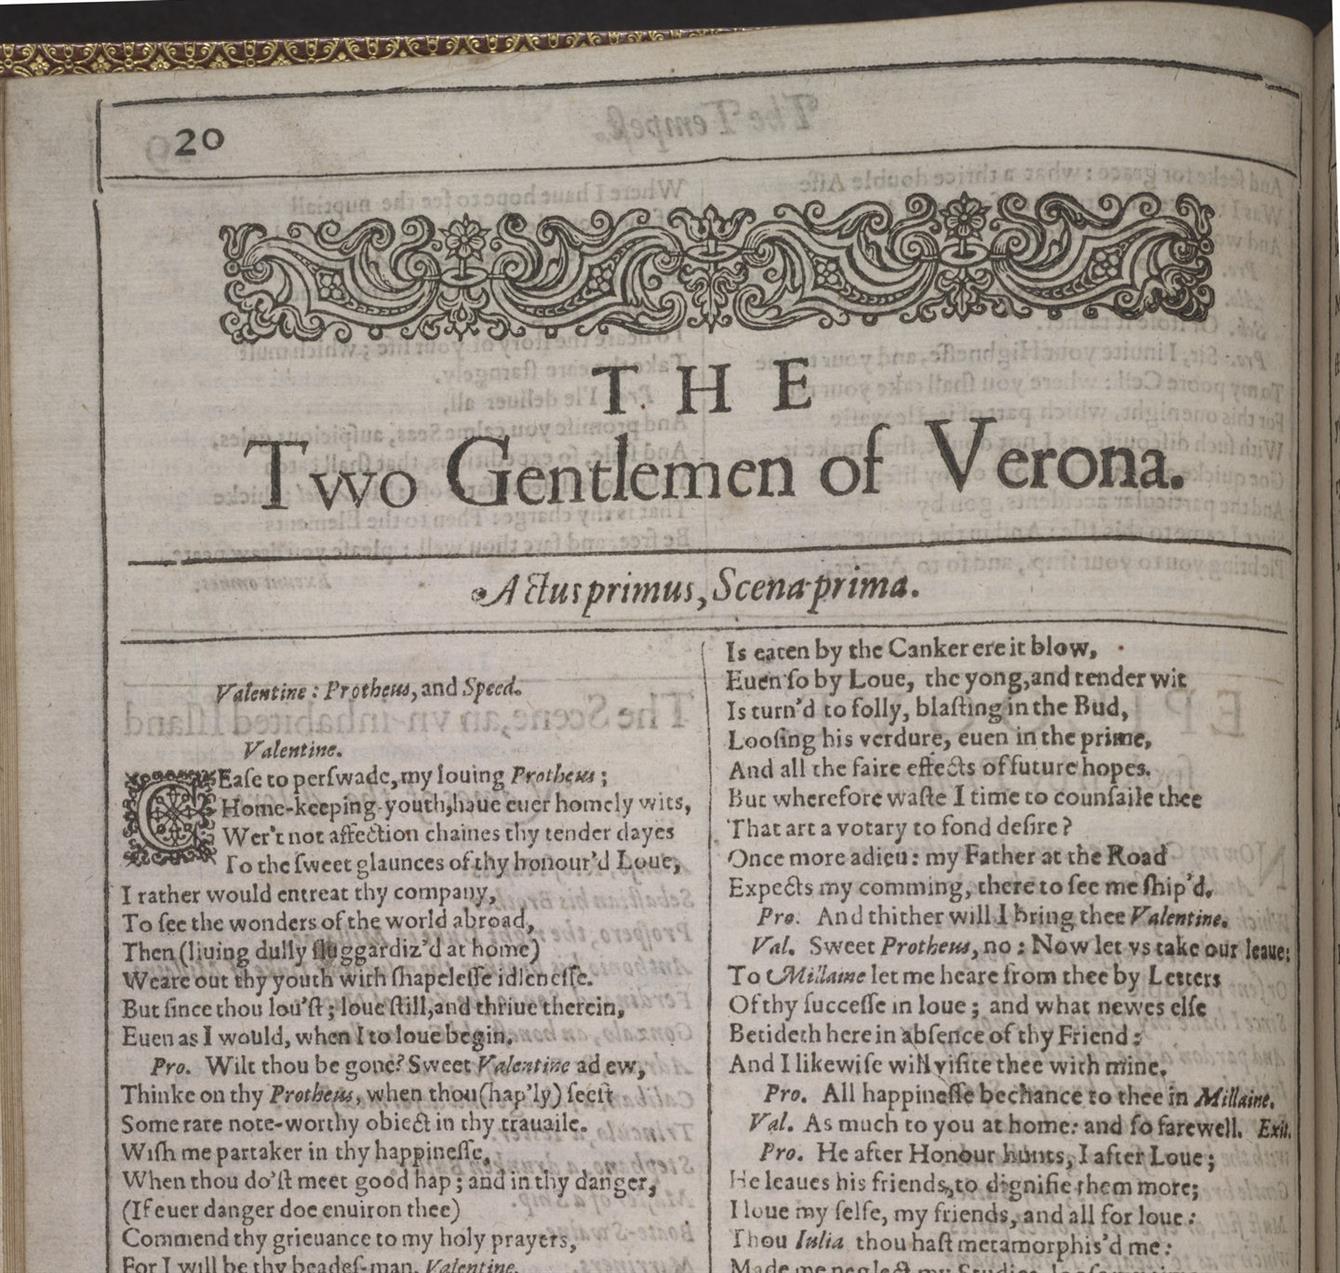 20
THE
Two Gentlemen of Verona.
Actus primus, Scena prima.
Valentine: Protheus, and Speed.
Valentine.
CEaſe to perſwade, my louing Protheus;
Home-keeping-youth, haue euer homely wits,
Wer't not affection chaines thy tender dayes
To the ſweet glaunces of thy honour'd Loue,
I rather would entreat thy company,
To ſee the wonders of the world abroad,
Then (liuing dully ſluggardiz'd at home)
Weare out thy youth with ſhapeleſſe idleneſſe.
But ſince thou lou'ſt; loue ſtill, and thriue therein,
Euen as I would, when I to loue begin.
Pro. Wilt thou be gone? Sweet Valentine ad ew,
Thinke on thy Protheus, when thou (hap'ly) ſeeſt
Some rare note-worthy obiect in thy trauaile.
Wiſh me partaker in thy happineſſe,
When thou do'ſt meet good hap; and in thy danger,
(If euer danger doe enuiron thee)
Commend thy grieuance to my holy prayers,
For I will be thy beadeſ-man, Valentine.
Is eaten by the Canker ere it blow,
Euen ſo by Loue, the yong, and tender wit
Is turn'd to folly, blaſting in the Bud,
Looſing his verdure, euen in the prime,
And all the faire effects of future hopes.
But wherefore waſte I time to counſaile thee
That art a votary to fond deſire?
Once more adieu: my Father at the Road
Expects my comming, there to ſee me ſhip'd.
Pro. And thither will I bring thee Valentine.
Val. Sweet Protheus, no: Now let vs take our leaue:
To Millaine let me heare from thee by Letters
Of thy ſucceſſe in loue; and what newes elſe
Betideth here in abſence of thy Friend:
And I likewiſe will viſite thee with mine.
Pro. All happineſſe bechance to thee in Millaine.
Val. As much to you at home: and ſo farewell. Exit.
Pro. He after Honour hunts, I after Loue;
He leaues his friends, to dignifie them more;
I loue my ſelfe, my friends, and all for loue:
Thou Iulia thou haſt metamorphis'd me:
Made me neglect my Studies,